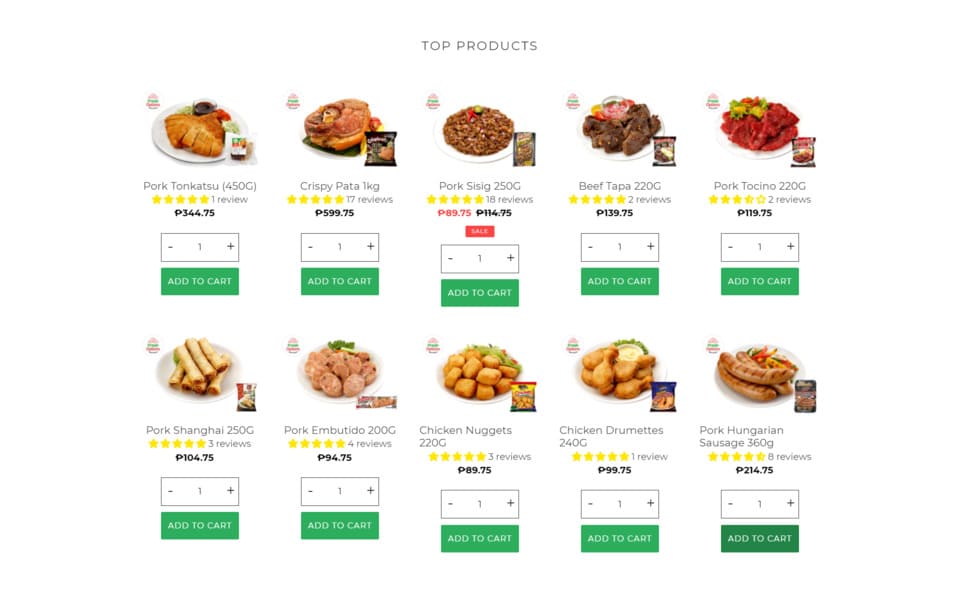 TOP PRODUCTS
Pork Tonkatsu (450G)
1 review
₱344.75
- 1 +
ADD TO CART
Crispy Pata 1kg
17 reviews
₱599.75
- 1 +
ADD TO CART
Pork Sisig 250G
18 reviews
₱89.75 ₱114.75
SALE
- 1 +
ADD TO CART
Beef Tapa 220G
2 reviews
₱139.75
- 1 +
ADD TO CART
Pork Tocino 220G
2 reviews
₱119.75
- 1 +
ADD TO CART
Pork Shanghai 250G
3 reviews
₱104.75
- 1 +
ADD TO CART
Pork Embutido 200G
4 reviews
₱94.75
- 1 +
ADD TO CART
Chicken Nuggets
220G
3 reviews
₱89.75
- 1 +
ADD TO CART
Chicken Drumettes
240G
1 review
₱99.75
- 1 +
ADD TO CART
Pork Hungarian
Sausage 360g
8 reviews
₱214.75
- 1 +
ADD TO CART